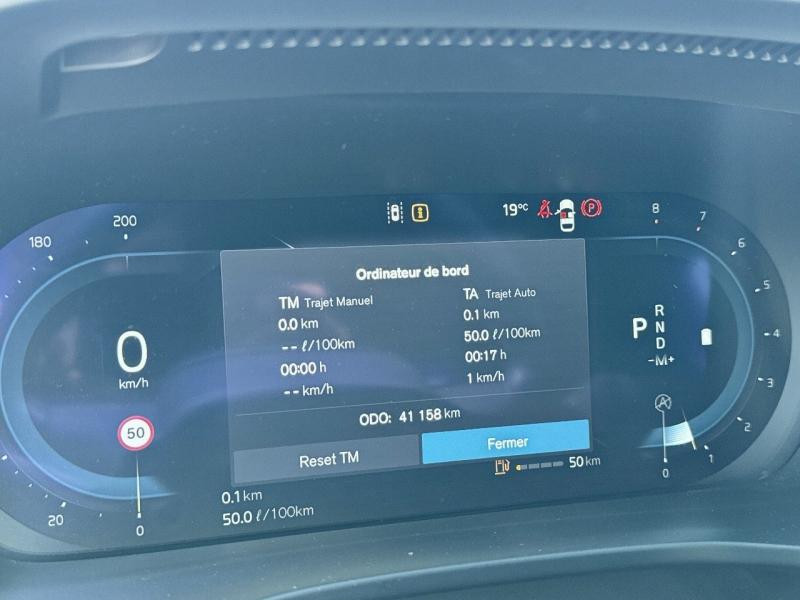 200
180
19°C
P
8
7
6
5
4
3
2
1
0
Ordinateur de bord
TM Trajet Manuel
0.0 km
-- ℓ/100km
00:00 h
-- km/h
TA Trajet Auto
0.1 km
50.0 ℓ/100km
00:17 h
1 km/h
ODO: 41 158 km
Reset TM
Fermer
0
km/h
50
20
0
P
R
N
D
-M+
A
50 km
0.1 km
50.0 ℓ/100km